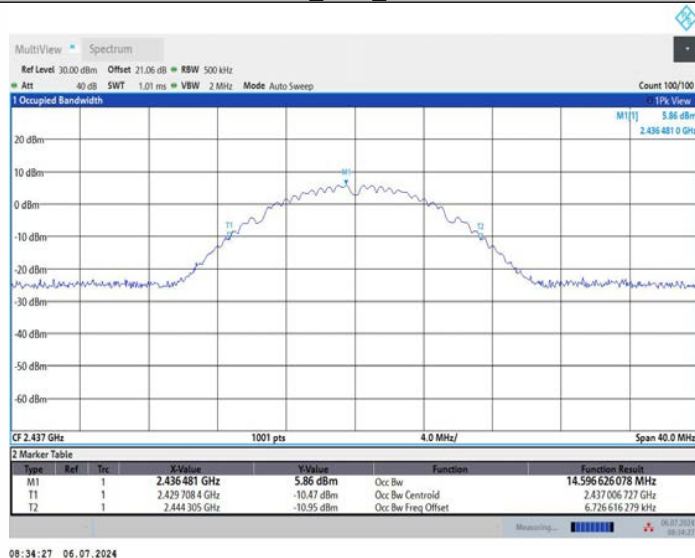 MultiView Spectrum
Ref Level 30.00 dBm Offset 21.06 dB RBW 500 kHz
Att 40 dB SWT 1.01 ms VBW 2 MHz Mode Auto Sweep Count 100/100
1 Occupied Bandwidth 1Pk View
M1[1] 5.86 dBm
2.436 481 0 GHz
20 dBm
M1
10 dBm
0 dBm
T1 T2
-10 dBm
-20 dBm
-30 dBm
-40 dBm
-50 dBm
-60 dBm
CF 2.437 GHz 1001 pts 4.0 MHz/ Span 40.0 MHz
2 Marker Table
Type Ref Trc X-Value Y-Value Function Function Result
M1 1 2.436 481 GHz 5.86 dBm Occ Bw 14.596 626 078 MHz
T1 1 2.429 708 4 GHz -10.47 dBm Occ Bw Centroid 2.437 006 727 GHz
T2 1 2.444 305 GHz -10.95 dBm Occ Bw Freq Offset 6.726 616 279 kHz
Measuring... 06.07.2024
08:34:27
08:34:27 06.07.2024